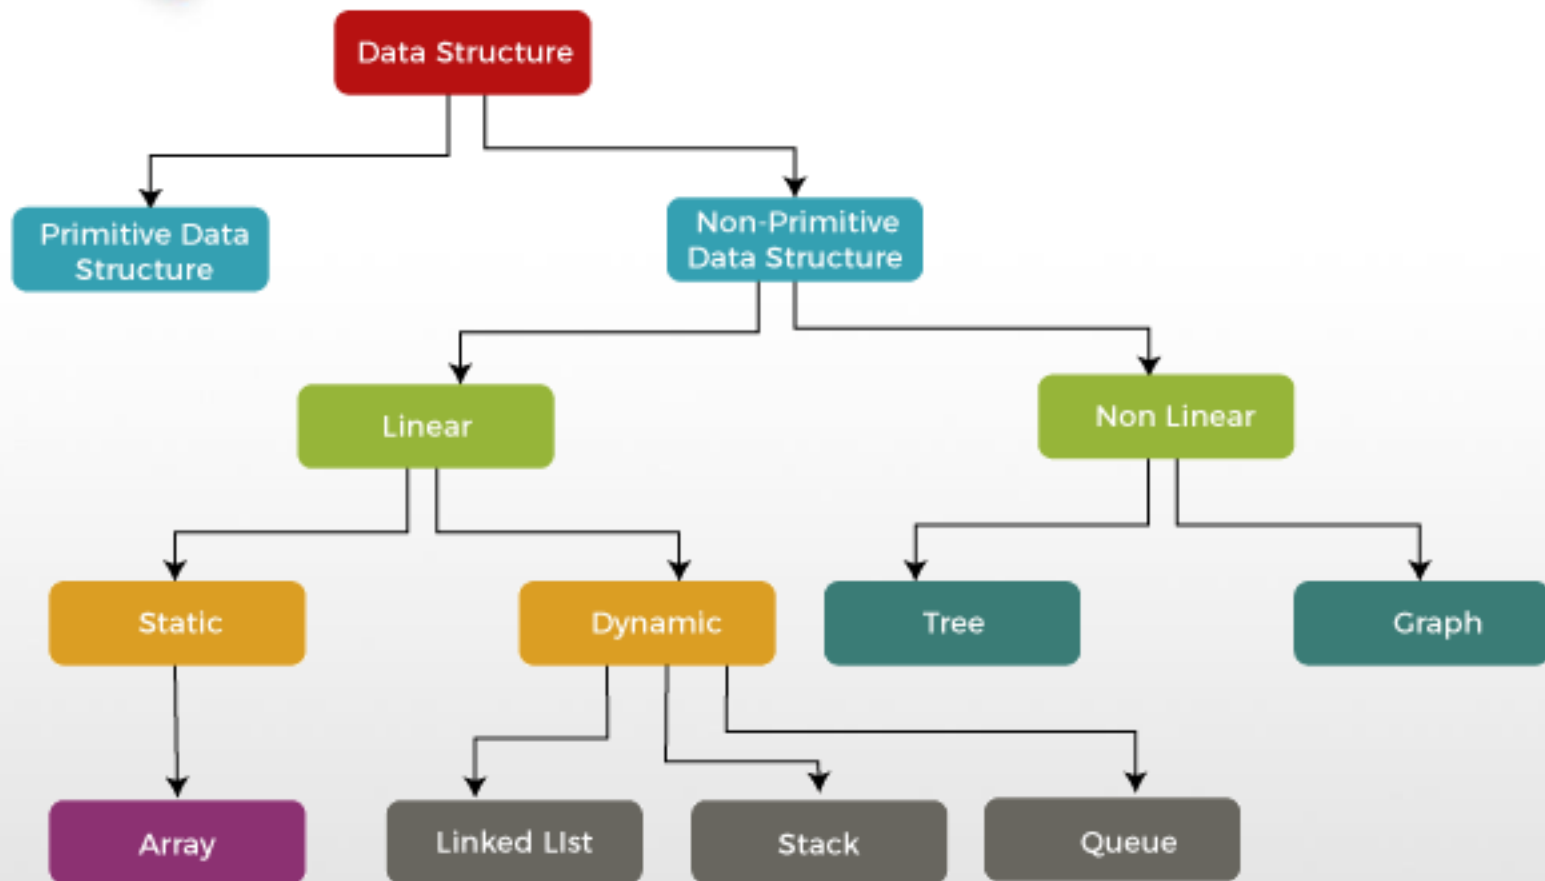 Data Structure
Primitive Data
Structure
Non-Primitive
Data Structure
Linear
Non Linear
Static
Dynamic
Tree
Graph
Array
Linked LIst
Stack
Queue